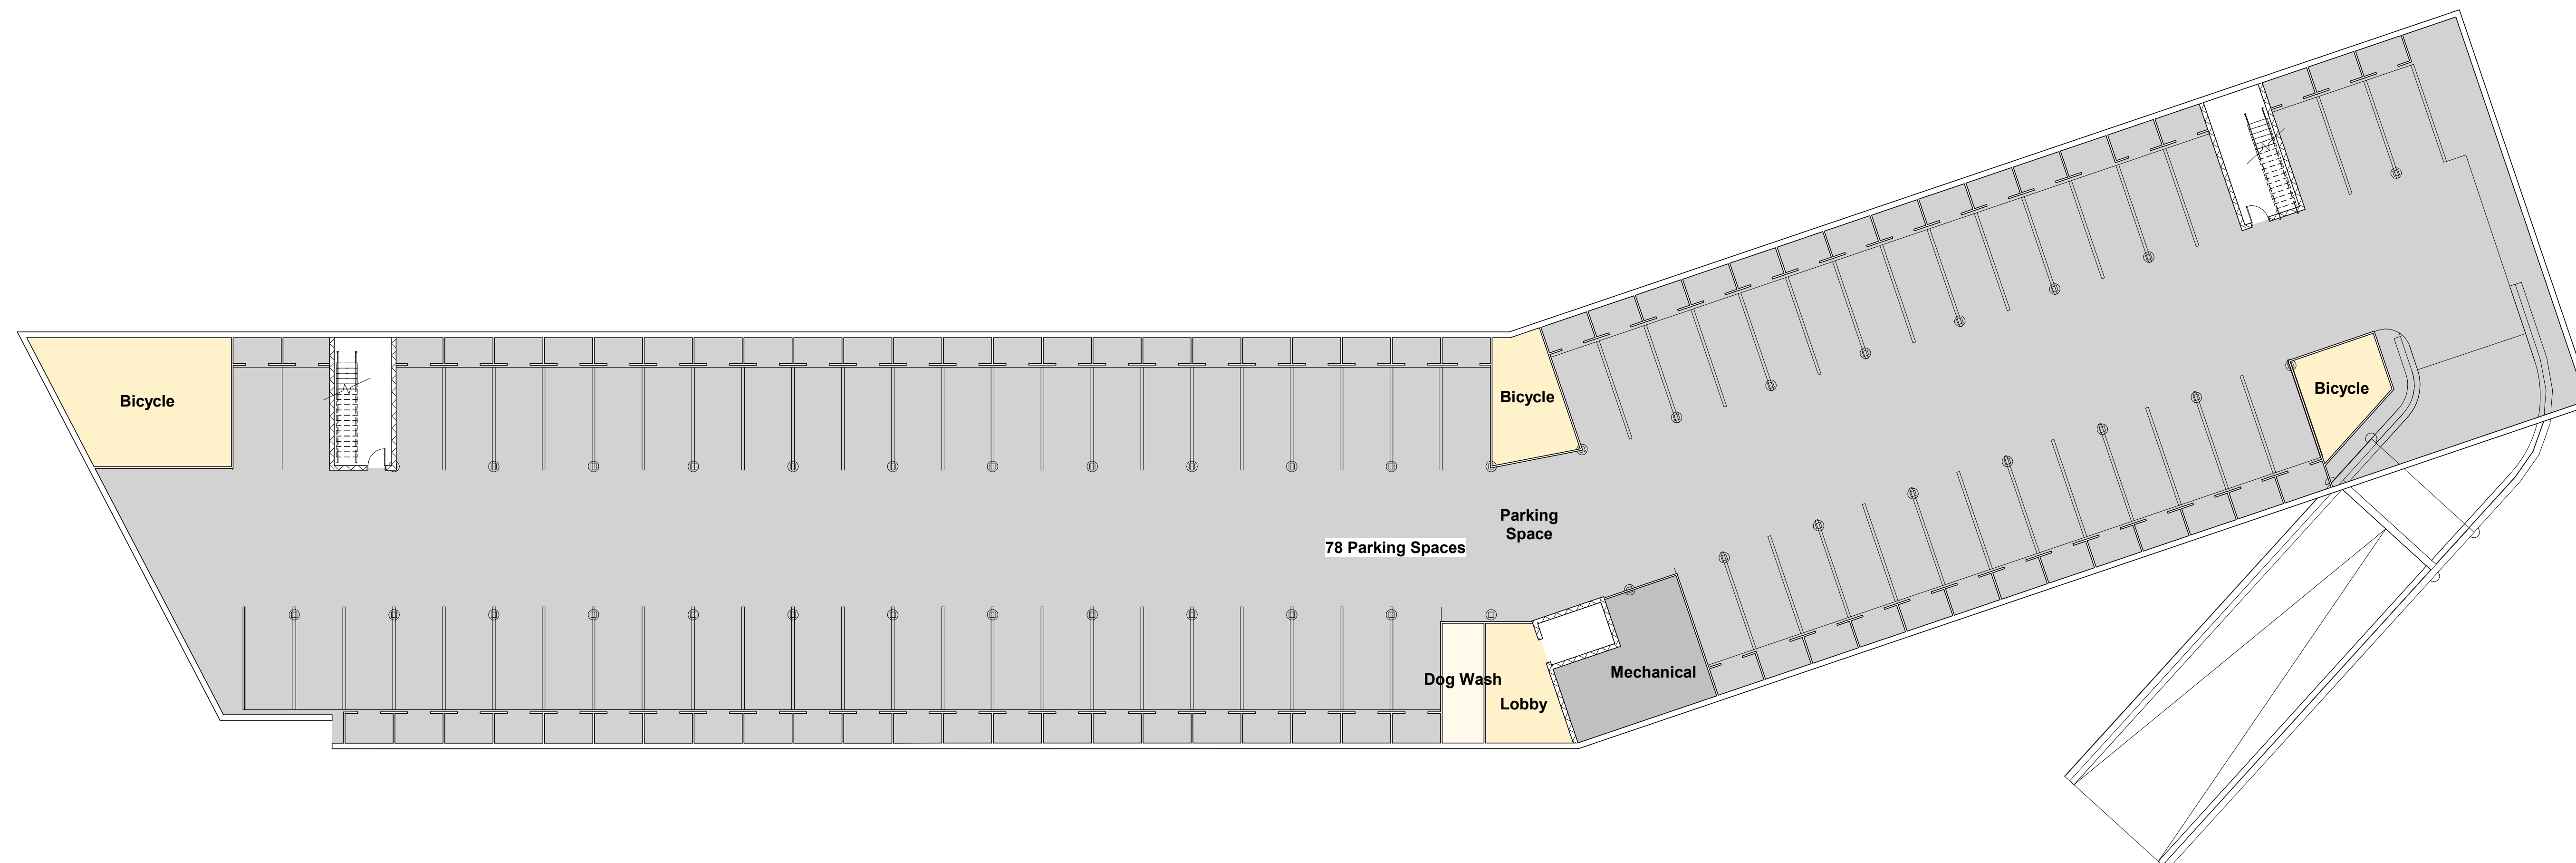 Bicycle
Bicycle
Bicycle
Parking
Space
78 Parking Spaces
Dog Wash
Lobby
Mechanical